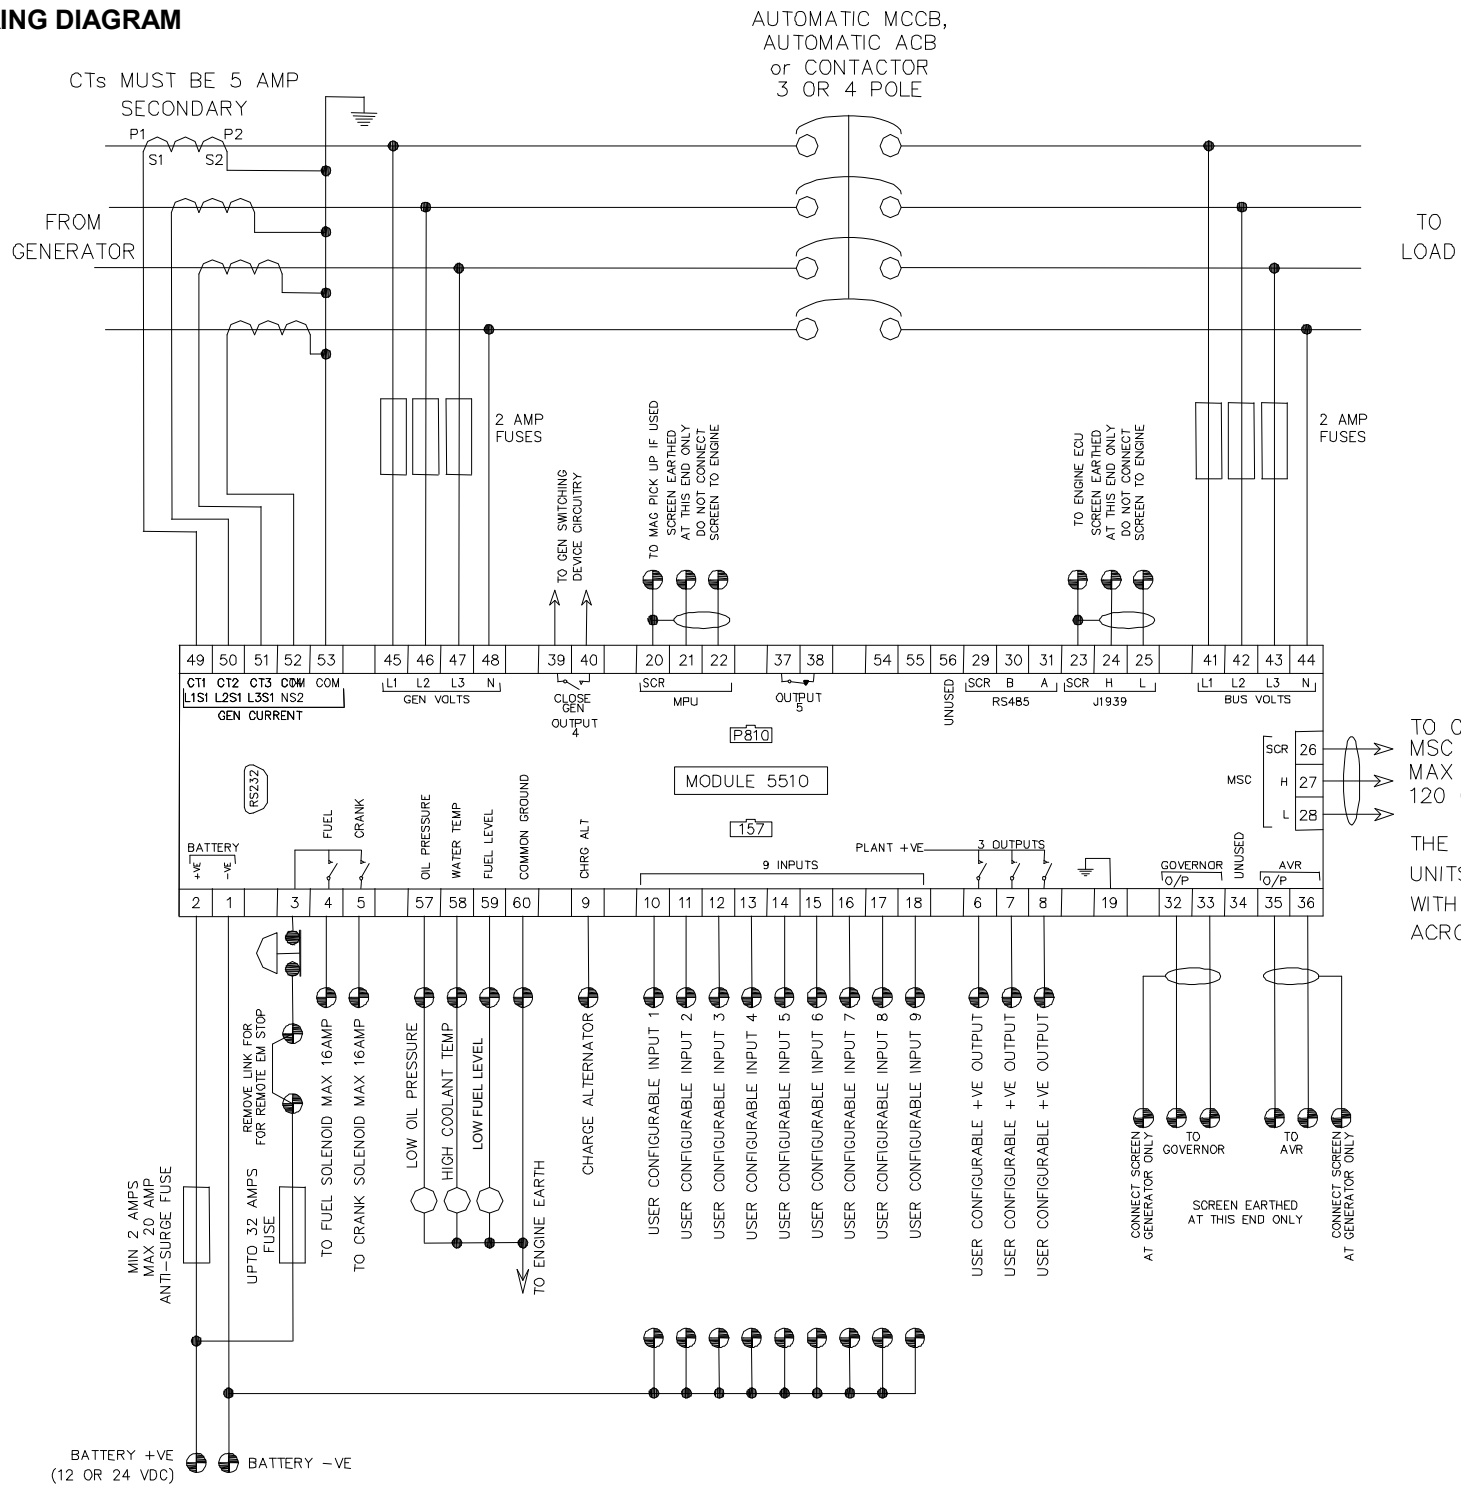 ING DIAGRAM
AUTOMATIC MCCB,
AUTOMATIC ACB
or CONTACTOR
3 OR 4 POLE
CTs MUST BE 5 AMP
SECONDARY
P1 P2
S1 S2
FROM
GENERATOR
TO
LOAD
2 AMP
FUSES
2 AMP
FUSES
TO GEN SWITCHING
DEVICE CIRCUITRY
TO MAG PICK UP IF USED
SCREEN EARTHED
AT THIS END ONLY
DO NOT CONNECT
SCREEN TO ENGINE
TO ENGINE ECU
SCREEN EARTHED
AT THIS END ONLY
DO NOT CONNECT
SCREEN TO ENGINE
49 50 51 52 53 45 46 47 48 39 40 20 21 22 37 38 54 55 56 29 30 31 23 24 25 41 42 43 44
CT1 CT2 CT3 COM
L1S1 L2S1 L3S1 NS2
GEN CURRENT
L1 L2 L3 N
GEN VOLTS
CLOSE
GEN
OUTPUT
4
SCR
MPU
OUTPUT
5
UNUSED
SCR B A
RS485
SCR H L
J1939
L1 L2 L3 N
BUS VOLTS
P810
MODULE 5510
157
RS232
MSC
SCR 26
H 27
L 28
TO
MSC
MAX
120
THE
UNITS
WITH
ACRO
BATTERY
+VE
-VE
FUEL
CRANK
OIL PRESSURE
WATER TEMP
FUEL LEVEL
COMMON GROUND
CHRG ALT
9 INPUTS
PLANT +VE
3 OUTPUTS
GOVERNOR
O/P
UNUSED
AVR
O/P
2 1 3 4 5 57 58 59 60 9 10 11 12 13 14 15 16 17 18 6 7 8 19 32 33 34 35 36
REMOVE LINK FOR
FOR REMOTE EM STOP
MIN 2 AMPS
MAX 20 AMP
ANTI-SURGE FUSE
UPTO 32 AMPS
FUSE
TO FUEL SOLENOID MAX 16AMP
TO CRANK SOLENOID MAX 16AMP
LOW OIL PRESSURE
HIGH COOLANT TEMP
LOW FUEL LEVEL
TO ENGINE EARTH
CHARGE ALTERNATOR
USER CONFIGURABLE INPUT 1
USER CONFIGURABLE INPUT 2
USER CONFIGURABLE INPUT 3
USER CONFIGURABLE INPUT 4
USER CONFIGURABLE INPUT 5
USER CONFIGURABLE INPUT 6
USER CONFIGURABLE INPUT 7
USER CONFIGURABLE INPUT 8
USER CONFIGURABLE INPUT 9
USER CONFIGURABLE +VE OUTPUT
USER CONFIGURABLE +VE OUTPUT
USER CONFIGURABLE +VE OUTPUT
CONNECT SCREEN
AT GENERATOR ONLY
TO
GOVERNOR
TO
AVR
CONNECT SCREEN
AT GENERATOR ONLY
SCREEN EARTHED
AT THIS END ONLY
BATTERY +VE
(12 OR 24 VDC)
BATTERY -VE